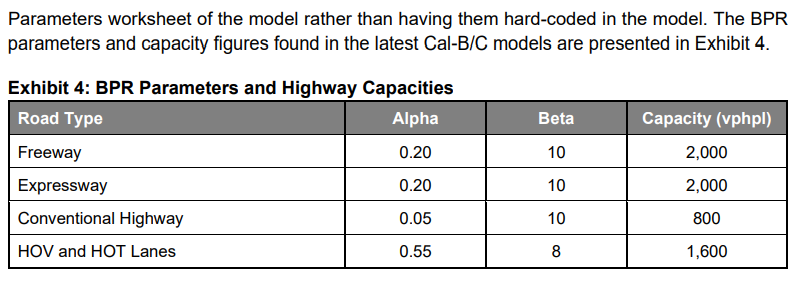 Parameters worksheet of the model rather than having them hard-coded in the model. The BPR
parameters and capacity figures found in the latest Cal-B/C models are presented in Exhibit 4.
Exhibit 4: BPR Parameters and Highway Capacities
Road Type Alpha Beta Capacity (vphpl)
Freeway 0.20 10 2,000
Expressway 0.20 10 2,000
Conventional Highway 0.05 10 800
HOV and HOT Lanes 0.55 8 1,600